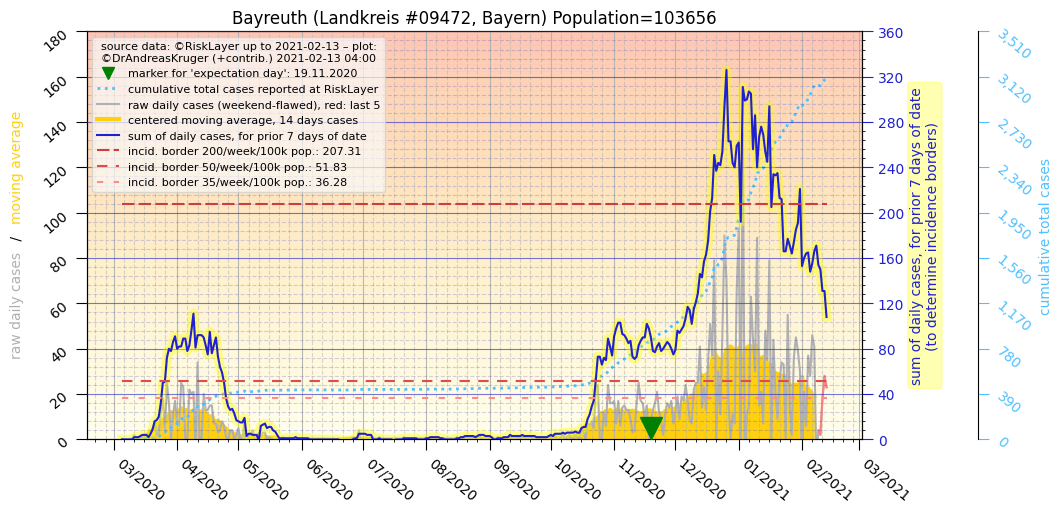 Bayreuth (Landkreis #09472, Bayern) Population=103656
source data: ©RiskLayer up to 2021-02-13 – plot:
©DrAndreasKruger (+contrib.) 2021-02-13 04:00
marker for 'expectation day': 19.11.2020
cumulative total cases reported at RiskLayer
raw daily cases (weekend-flawed), red: last 5
centered moving average, 14 days cases
sum of daily cases, for prior 7 days of date
incid. border 200/week/100k pop.: 207.31
incid. border 50/week/100k pop.: 51.83
incid. border 35/week/100k pop.: 36.28
raw daily cases / moving average
180
160
140
120
100
80
60
40
20
0
03/2020
04/2020
05/2020
06/2020
07/2020
08/2020
09/2020
10/2020
11/2020
12/2020
01/2021
02/2021
03/2021
360
320
280
240
200
160
120
80
40
0
sum of daily cases, for prior 7 days of date
(to determine incidence borders)
3,510
3,120
2,730
2,340
1,950
1,560
1,170
780
390
0
cumulative total cases